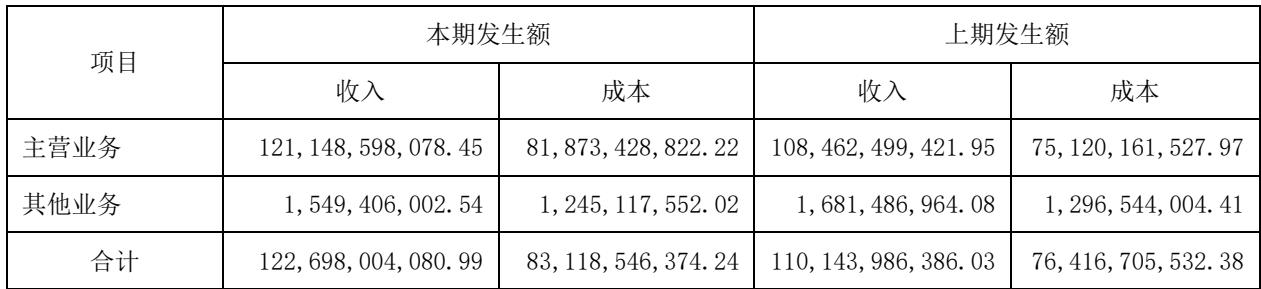 项目 本期发生额 上期发生额
收入 成本 收入 成本
主营业务 121,148,598,078.45 81,873,428,822.22 108,462,499,421.95 75,120,161,527.97
其他业务 1,549,406,002.54 1,245,117,552.02 1,681,486,964.08 1,296,544,004.41
合计 122,698,004,080.99 83,118,546,374.24 110,143,986,386.03 76,416,705,532.38